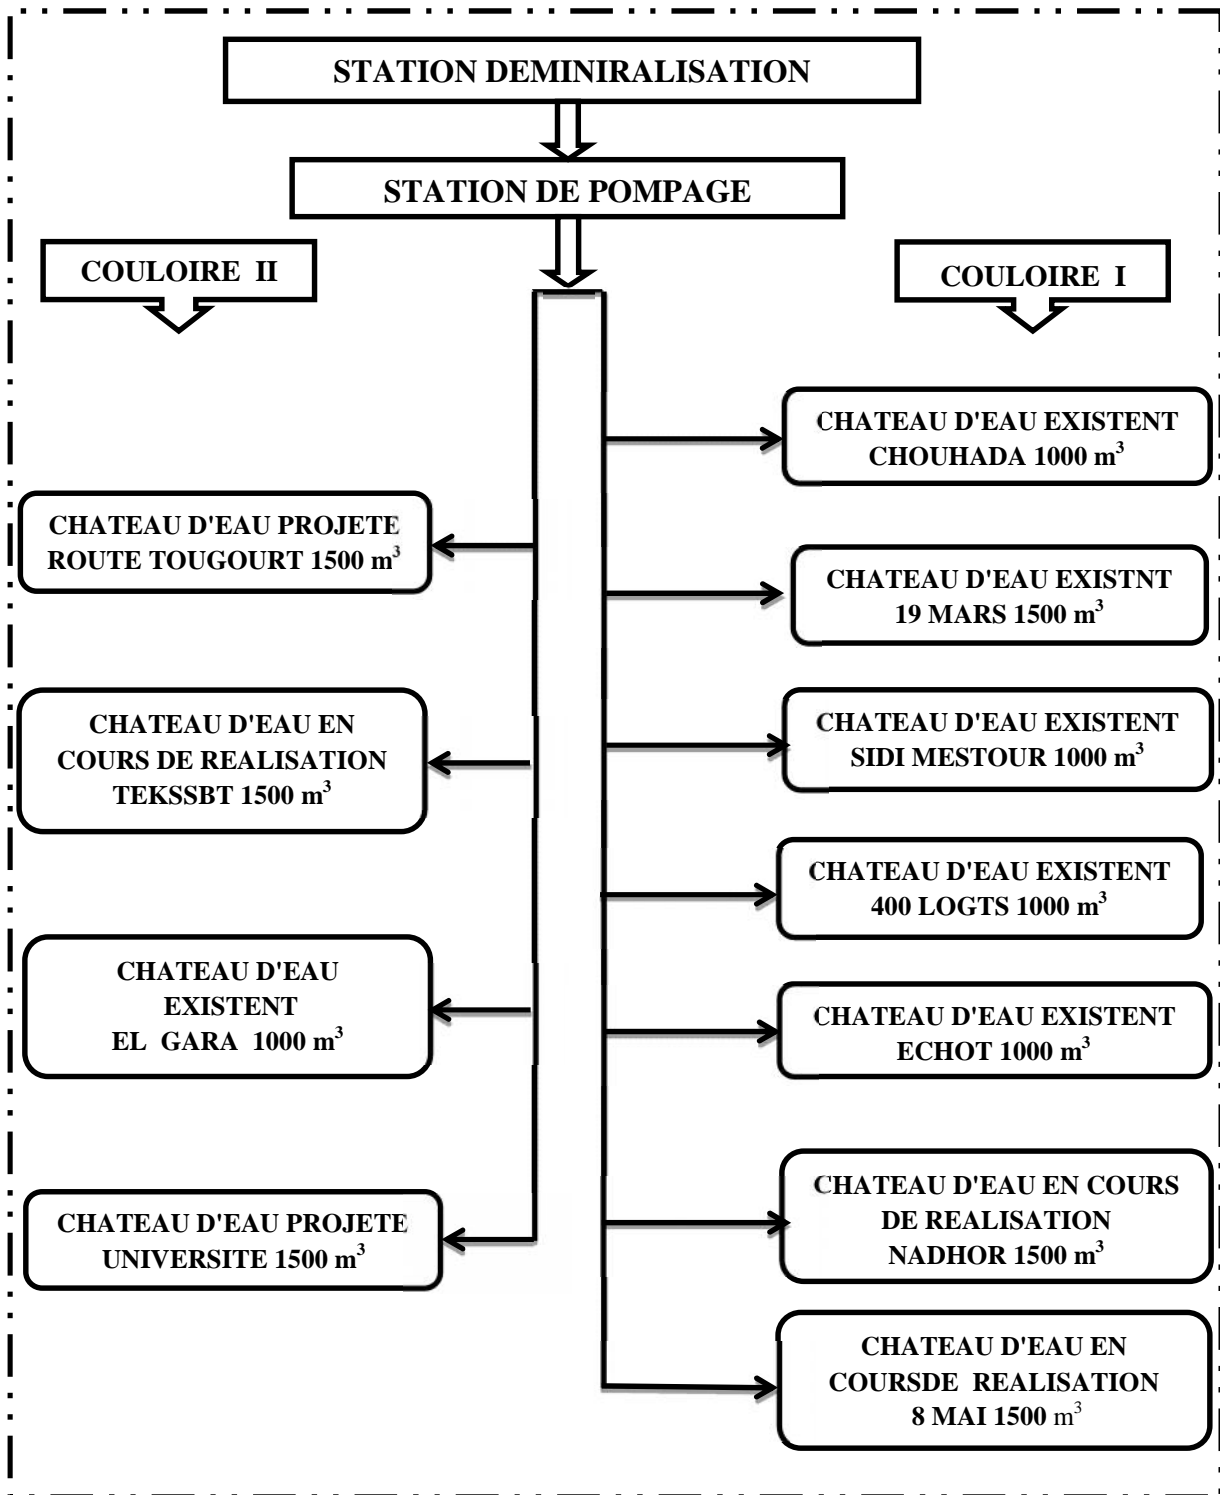 STATION DEMINIRALISATION
STATION DE POMPAGE
COULOIRE II
COULOIRE I
CHATEAU D'EAU PROJETE
ROUTE TOUGOURT 1500 m³
CHATEAU D'EAU EN
COURS DE REALISATION
TEKSSBT 1500 m³
CHATEAU D'EAU
EXISTENT
EL GARA 1000 m³
CHATEAU D'EAU PROJETE
UNIVERSITE 1500 m³
CHATEAU D'EAU EXISTENT
CHOUHADA 1000 m³
CHATEAU D'EAU EXISTNT
19 MARS 1500 m³
CHATEAU D'EAU EXISTENT
SIDI MESTOUR 1000 m³
CHATEAU D'EAU EXISTENT
400 LOGTS 1000 m³
CHATEAU D'EAU EXISTENT
ECHOT 1000 m³
CHATEAU D'EAU EN COURS
DE REALISATION
NADHOR 1500 m³
CHATEAU D'EAU EN
COURSDE REALISATION
8 MAI 1500 m³